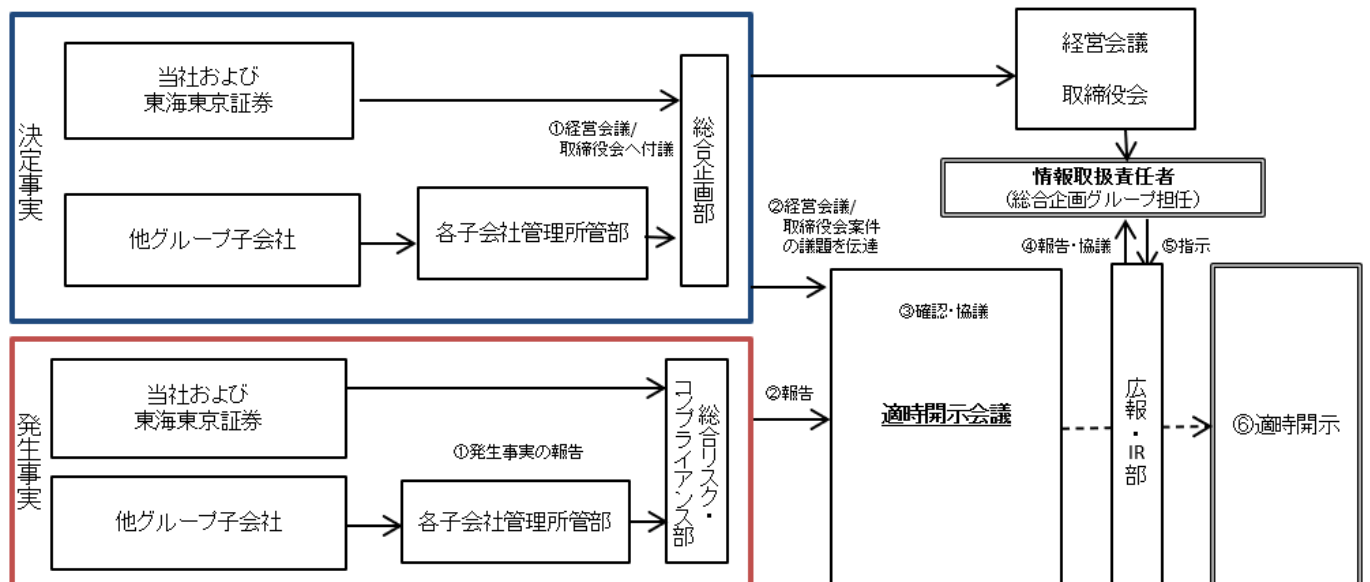 決定事実
当社および
東海東京証券
①経営会議/
取締役会へ付議
他グループ子会社
各子会社管理所管部
総合企画部
経営会議
取締役会
情報取扱責任者
(総合企画グループ担任)
②経営会議/
取締役会案件
の議題を伝達
④報告・協議
⑤指示
発生事実
当社および
東海東京証券
①発生事実の報告
他グループ子会社
各子会社管理所管部
総合リスク・
コンプライアンス部
②報告
③確認・協議
適時開示会議
広報・IR部
⑥適時開示